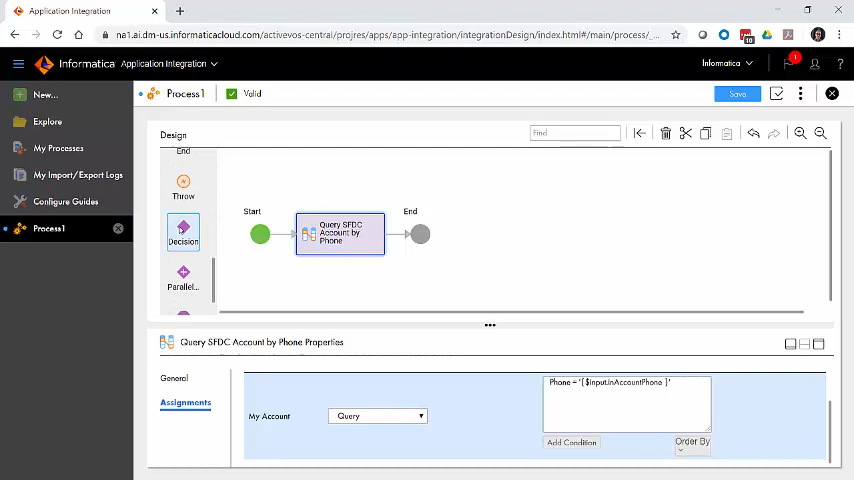 Application Integration
na1.ai.dm-us.informaticacloud.com/activevos-central/projres/apps/app-integration/integrationDesign/index.html#/main/process/_...
10
Informatica Application Integration
Informatica
1
New...
Process1
Valid
Save
Explore
My Processes
My Import/Export Logs
Configure Guides
Process1
Design
Find
End
Throw
Decision
Parallel...
Start
Query SFDC
Account by
Phone
End
Query SFDC Account by Phone Properties
General
Assignments
My Account
Query
Phone = '{$input.inAccountPhone }'
Add Condition
Order By